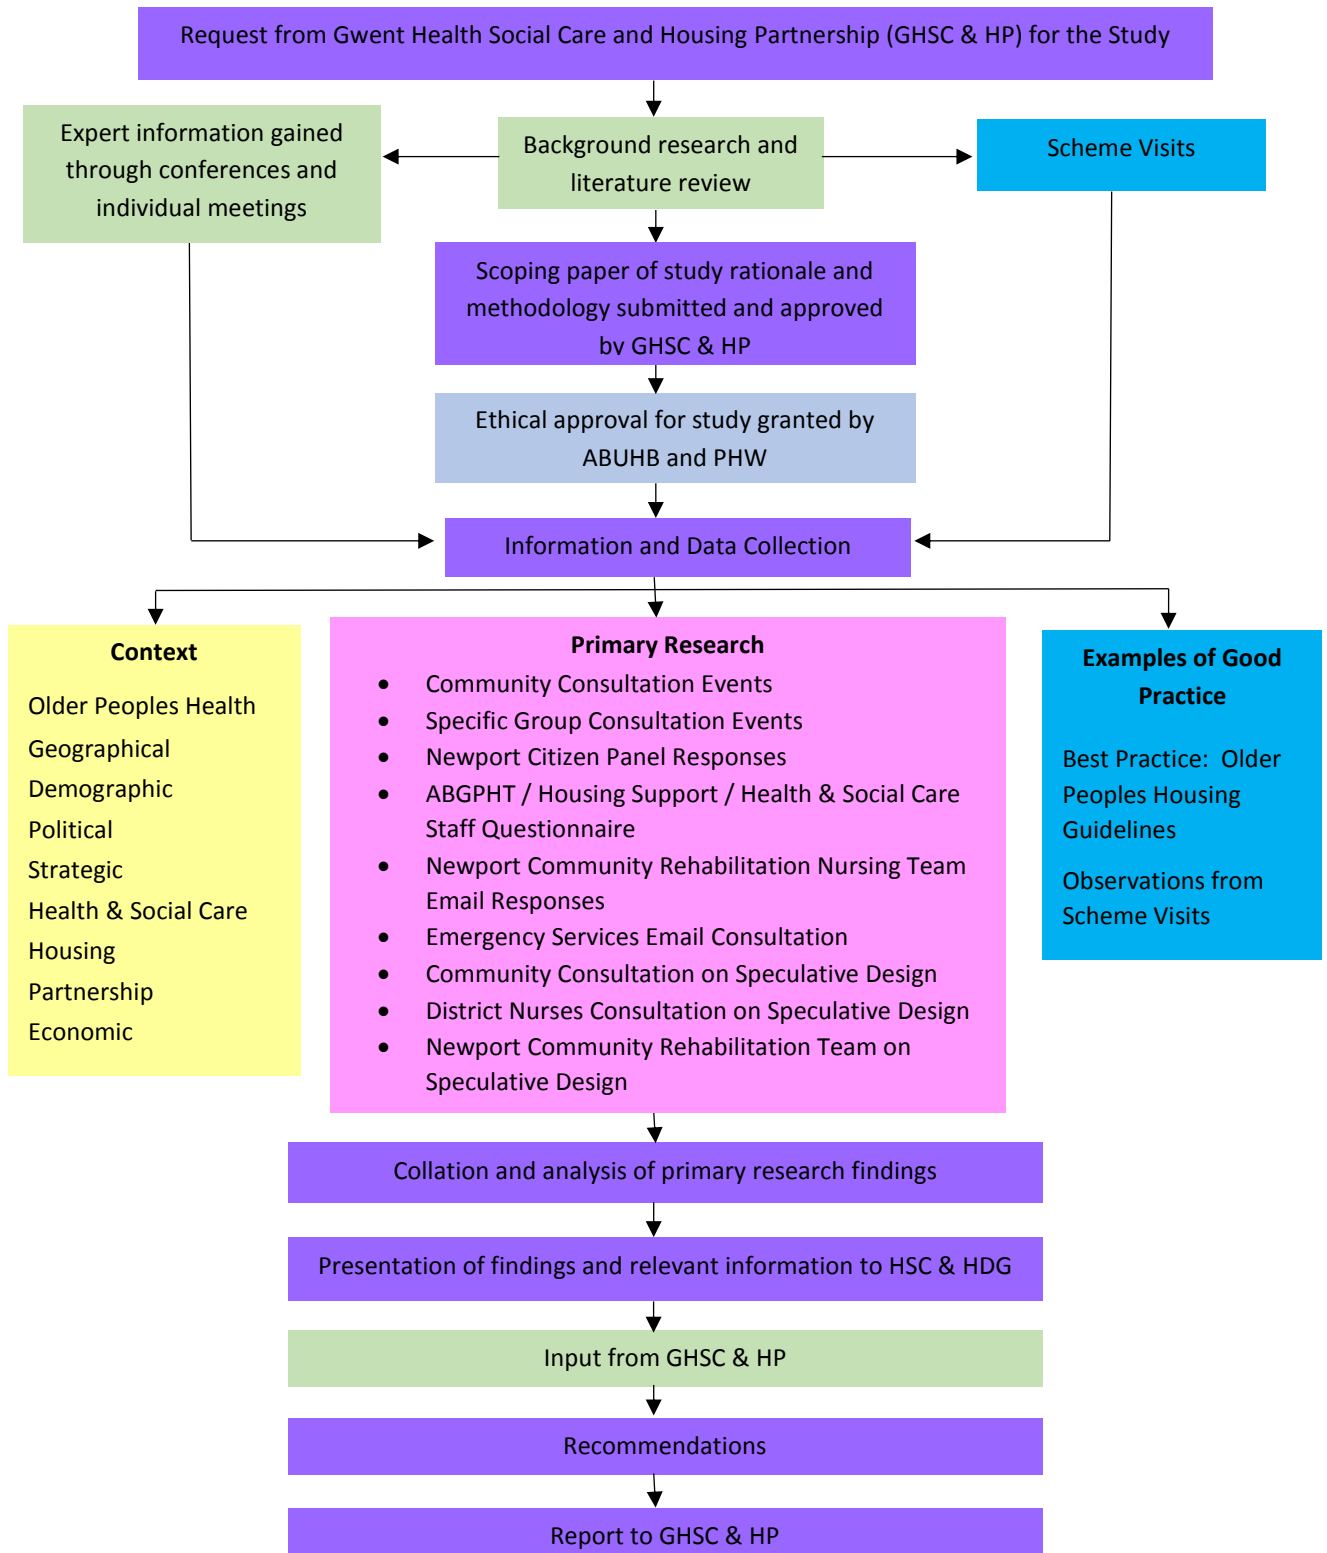 Request from Gwent Health Social Care and Housing Partnership (GHSC & HP) for the Study
Expert information gained
through conferences and
individual meetings
Background research and
literature review
Scheme Visits
Scoping paper of study rationale and
methodology submitted and approved
by GHSC & HP
Ethical approval for study granted by
ABUHB and PHW
Information and Data Collection
Context
Older Peoples Health
Geographical
Demographic
Political
Strategic
Health & Social Care
Housing
Partnership
Economic
Primary Research
• Community Consultation Events
• Specific Group Consultation Events
• Newport Citizen Panel Responses
• ABGPHT / Housing Support / Health & Social Care
Staff Questionnaire
• Newport Community Rehabilitation Nursing Team
Email Responses
• Emergency Services Email Consultation
• Community Consultation on Speculative Design
• District Nurses Consultation on Speculative Design
• Newport Community Rehabilitation Team on
Speculative Design
Examples of Good
Practice
Best Practice:  Older
Peoples Housing
Guidelines
Observations from
Scheme Visits
Collation and analysis of primary research findings
Presentation of findings and relevant information to HSC & HDG
Input from GHSC & HP
Recommendations
Report to GHSC & HP